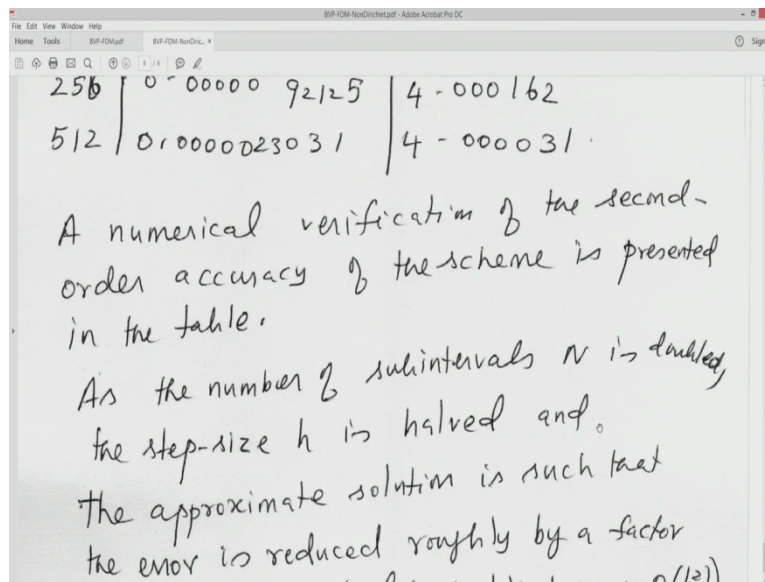 BVP-FDM-NonDirichlet.pdf - Adobe Acrobat Pro DC
File Edit View Window Help
Home Tools BVP-FDM.pdf BVP-FDM-NonDiric... × Sign
256 | 0.0000092125 | 4.000162
512 | 0.0000023031 | 4.000031.
A numerical verification of the second-
order accuracy of the scheme is presented
in the table.
As the number of subintervals N is doubled,
the step-size h is halved and
the approximate solution is such that
the error is reduced roughly by a factor